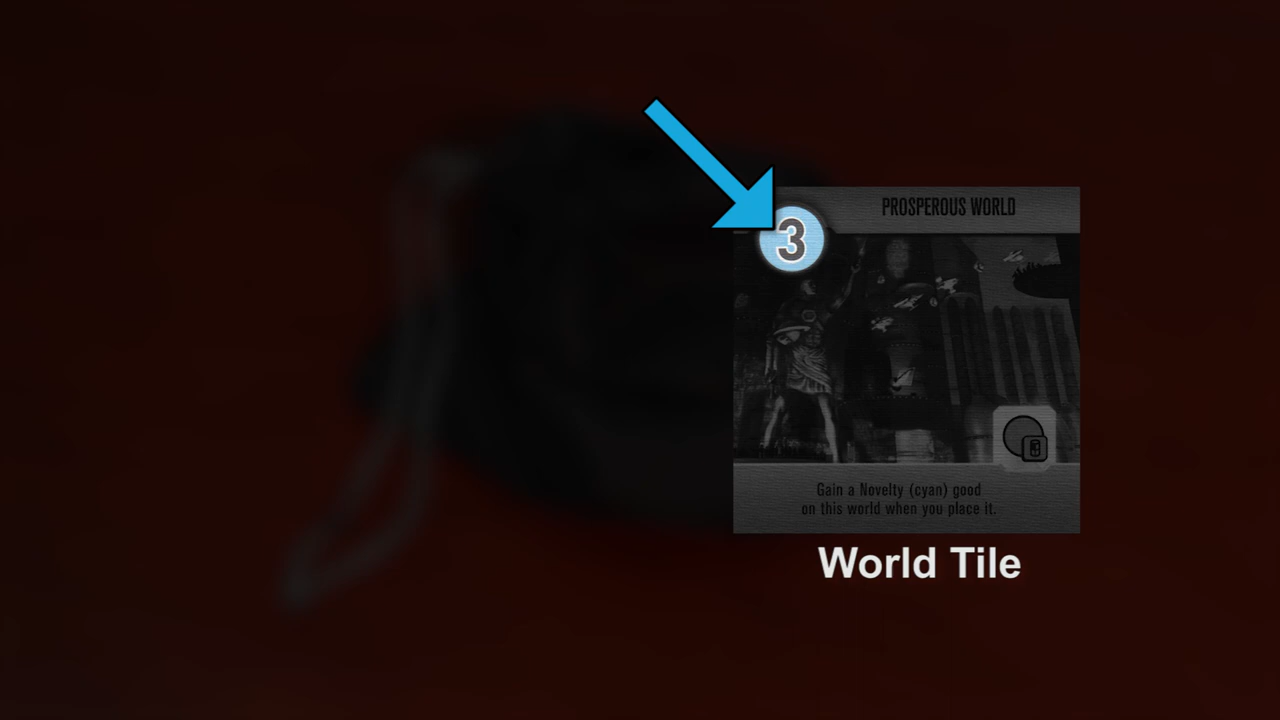 3
PROSPEROUS WORLD
Gain a Novelty (cyan) good
on this world when you place it.
World Tile